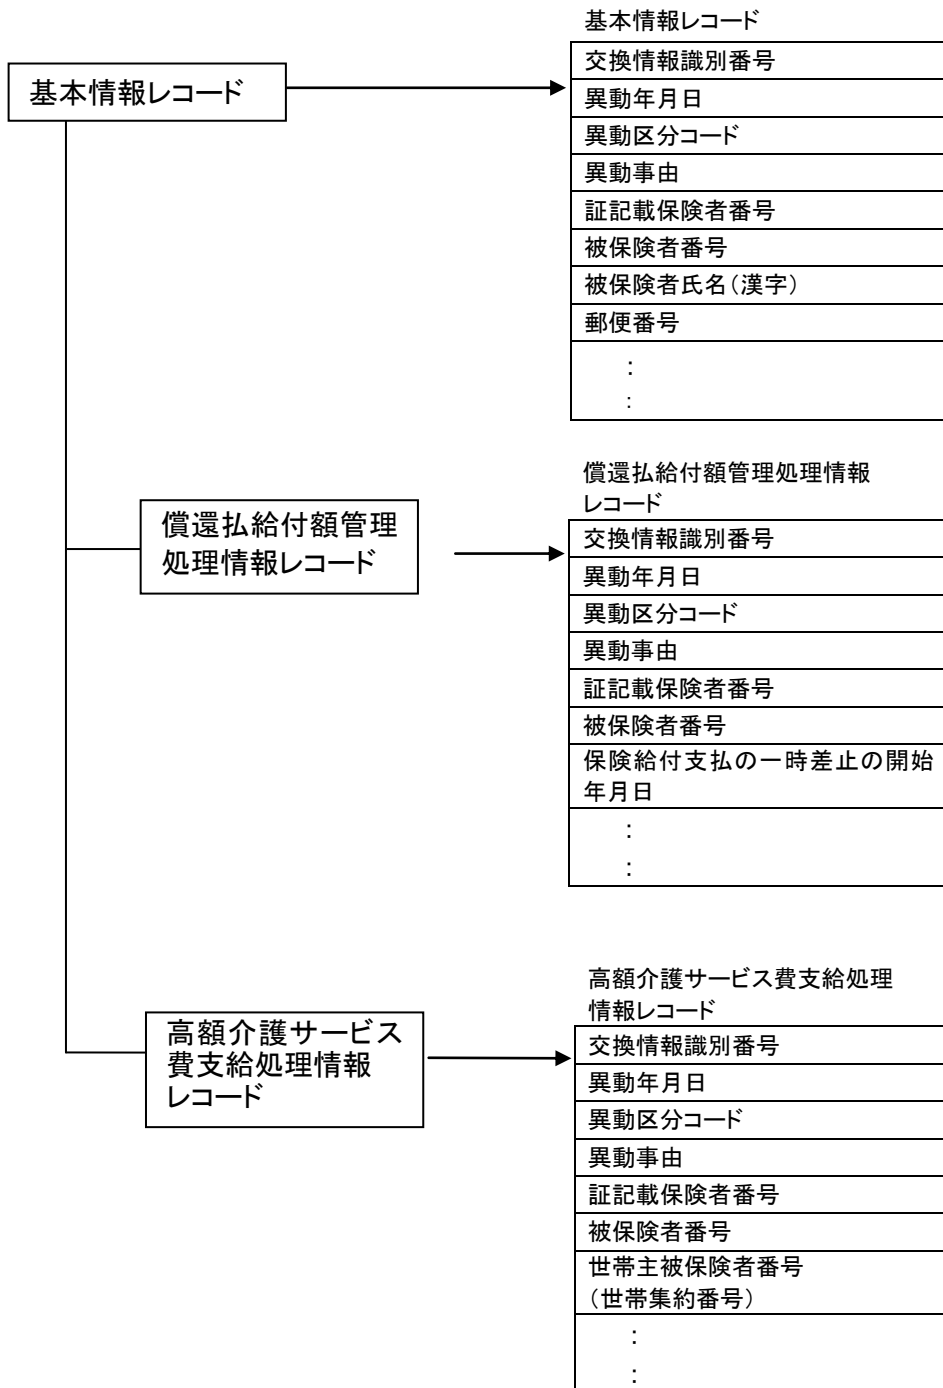 基本情報レコード
基本情報レコード
交換情報識別番号
異動年月日
異動区分コード
異動事由
証記載保険者番号
被保険者番号
被保険者氏名(漢字)
郵便番号
:
:
償還払給付額管理
処理情報レコード
償還払給付額管理処理情報
レコード
交換情報識別番号
異動年月日
異動区分コード
異動事由
証記載保険者番号
被保険者番号
保険給付支払の一時差止の開始
年月日
:
:
高額介護サービス
費支給処理情報
レコード
高額介護サービス費支給処理
情報レコード
交換情報識別番号
異動年月日
異動区分コード
異動事由
証記載保険者番号
被保険者番号
世帯主被保険者番号
(世帯集約番号)
:
: